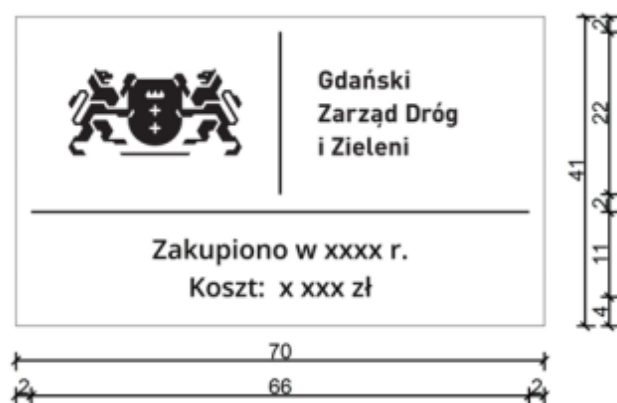 Gdański
Zarząd Dróg
i Zieleni
Zakupiono w xxxx r.
Koszt: x xxx zł
2
22
2
11
4
41
70
2
66
2